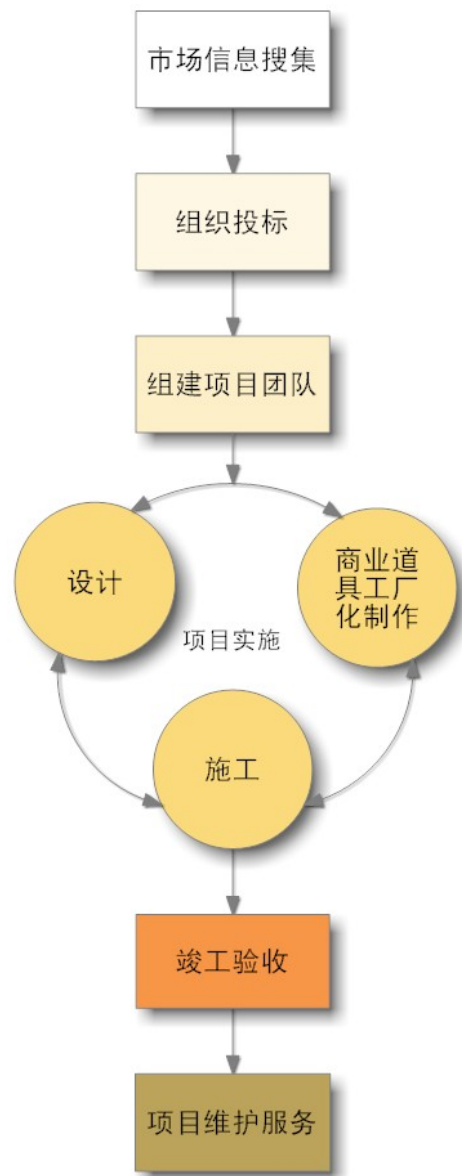 市场信息搜集
组织投标
组建项目团队
设计
商业道
具工厂
化制作
项目实施
施工
竣工验收
项目维护服务